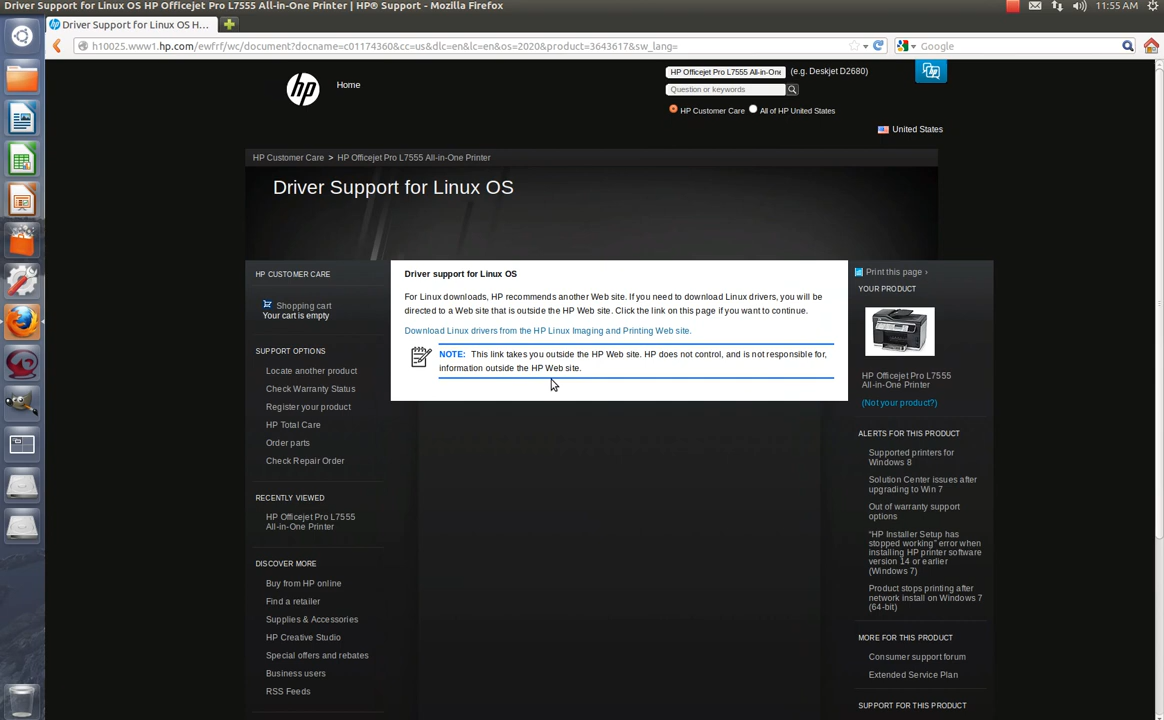 Driver Support for Linux OS HP Officejet Pro L7555 All-in-One Printer | HP® Support - Mozilla Firefox
11:55 AM
Driver Support for Linux OS H...
h10025.www1.hp.com/ewfrf/wc/document?docname=c01174360&cc=us&dlc=en&lc=en&os=2020&product=3643617&sw_lang=
Google
hp
Home
HP Officejet Pro L7555 All-in-One
(e.g. Deskjet D2680)
Question or keywords
HP Customer Care
All of HP United States
United States
HP Customer Care > HP Officejet Pro L7555 All-in-One Printer
Driver Support for Linux OS
HP CUSTOMER CARE
Shopping cart
Your cart is empty
SUPPORT OPTIONS
Locate another product
Check Warranty Status
Register your product
HP Total Care
Order parts
Check Repair Order
RECENTLY VIEWED
HP Officejet Pro L7555
All-in-One Printer
DISCOVER MORE
Buy from HP online
Find a retailer
Supplies & Accessories
HP Creative Studio
Special offers and rebates
Business users
RSS Feeds
Driver support for Linux OS
For Linux downloads, HP recommends another Web site. If you need to download Linux drivers, you will be
directed to a Web site that is outside the HP Web site. Click the link on this page if you want to continue.
Download Linux drivers from the HP Linux Imaging and Printing Web site.
NOTE: This link takes you outside the HP Web site. HP does not control, and is not responsible for,
information outside the HP Web site.
Print this page ›
YOUR PRODUCT
HP Officejet Pro L7555
All-in-One Printer
(Not your product?)
ALERTS FOR THIS PRODUCT
Supported printers for
Windows 8
Solution Center issues after
upgrading to Win 7
Out of warranty support
options
“HP Installer Setup has
stopped working” error when
installing HP printer software
version 14 or earlier
(Windows 7)
Product stops printing after
network install on Windows 7
(64-bit)
MORE FOR THIS PRODUCT
Consumer support forum
Extended Service Plan
SUPPORT FOR THIS PRODUCT